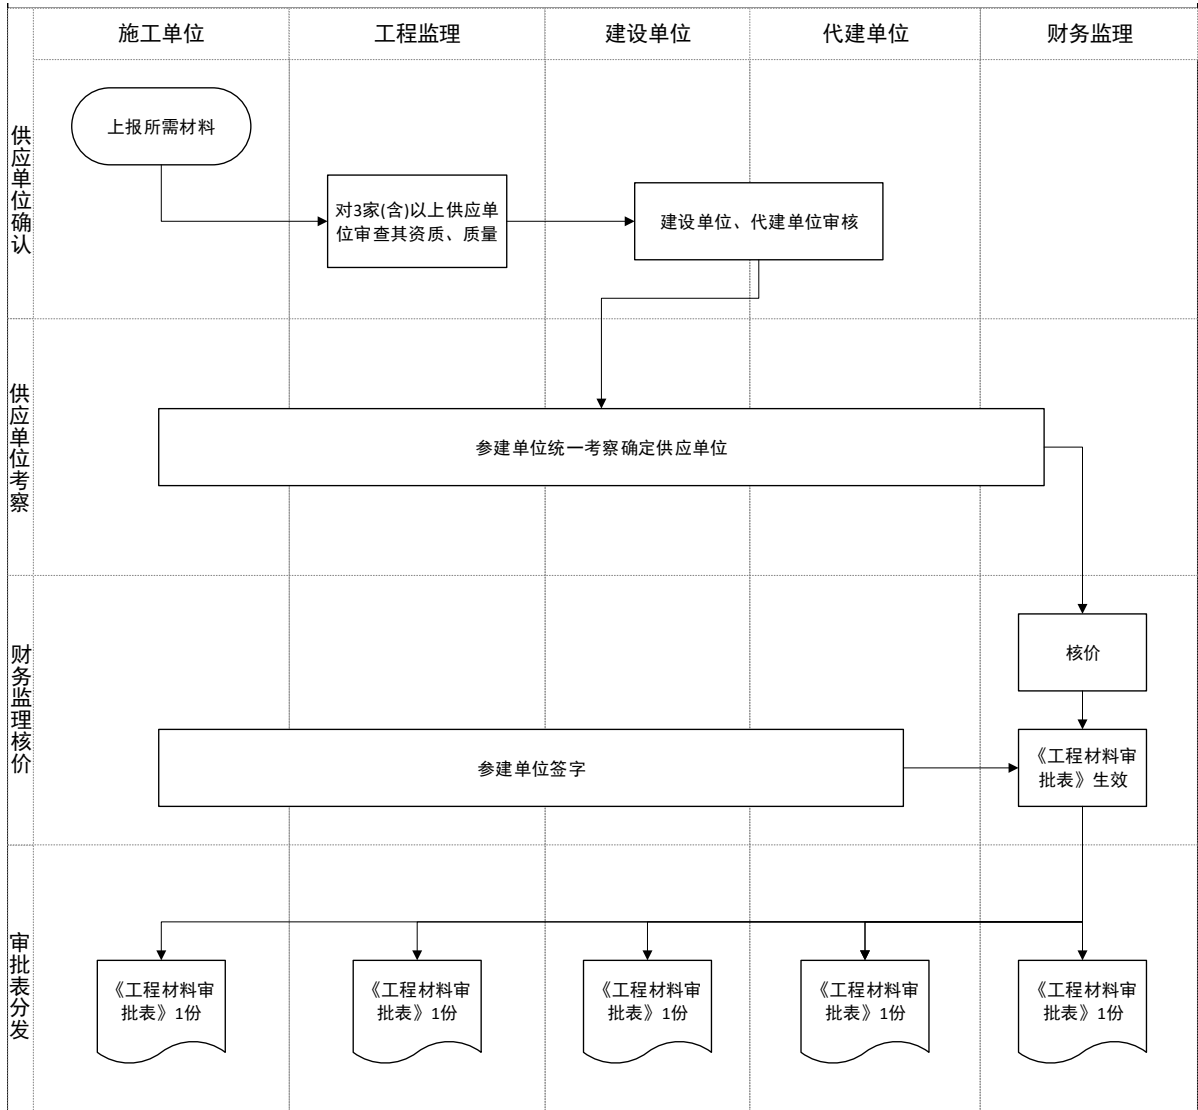 施工单位
工程监理
建设单位
代建单位
财务监理
供应单位确认
上报所需材料
对3家(含)以上供应单
位审查其资质、质量
建设单位、代建单位审核
供应单位考察
参建单位统一考察确定供应单位
财务监理核价
核价
参建单位签字
《工程材料审
批表》生效
审批表分发
《工程材料审
批表》1份
《工程材料审
批表》1份
《工程材料审
批表》1份
《工程材料审
批表》1份
《工程材料审
批表》1份